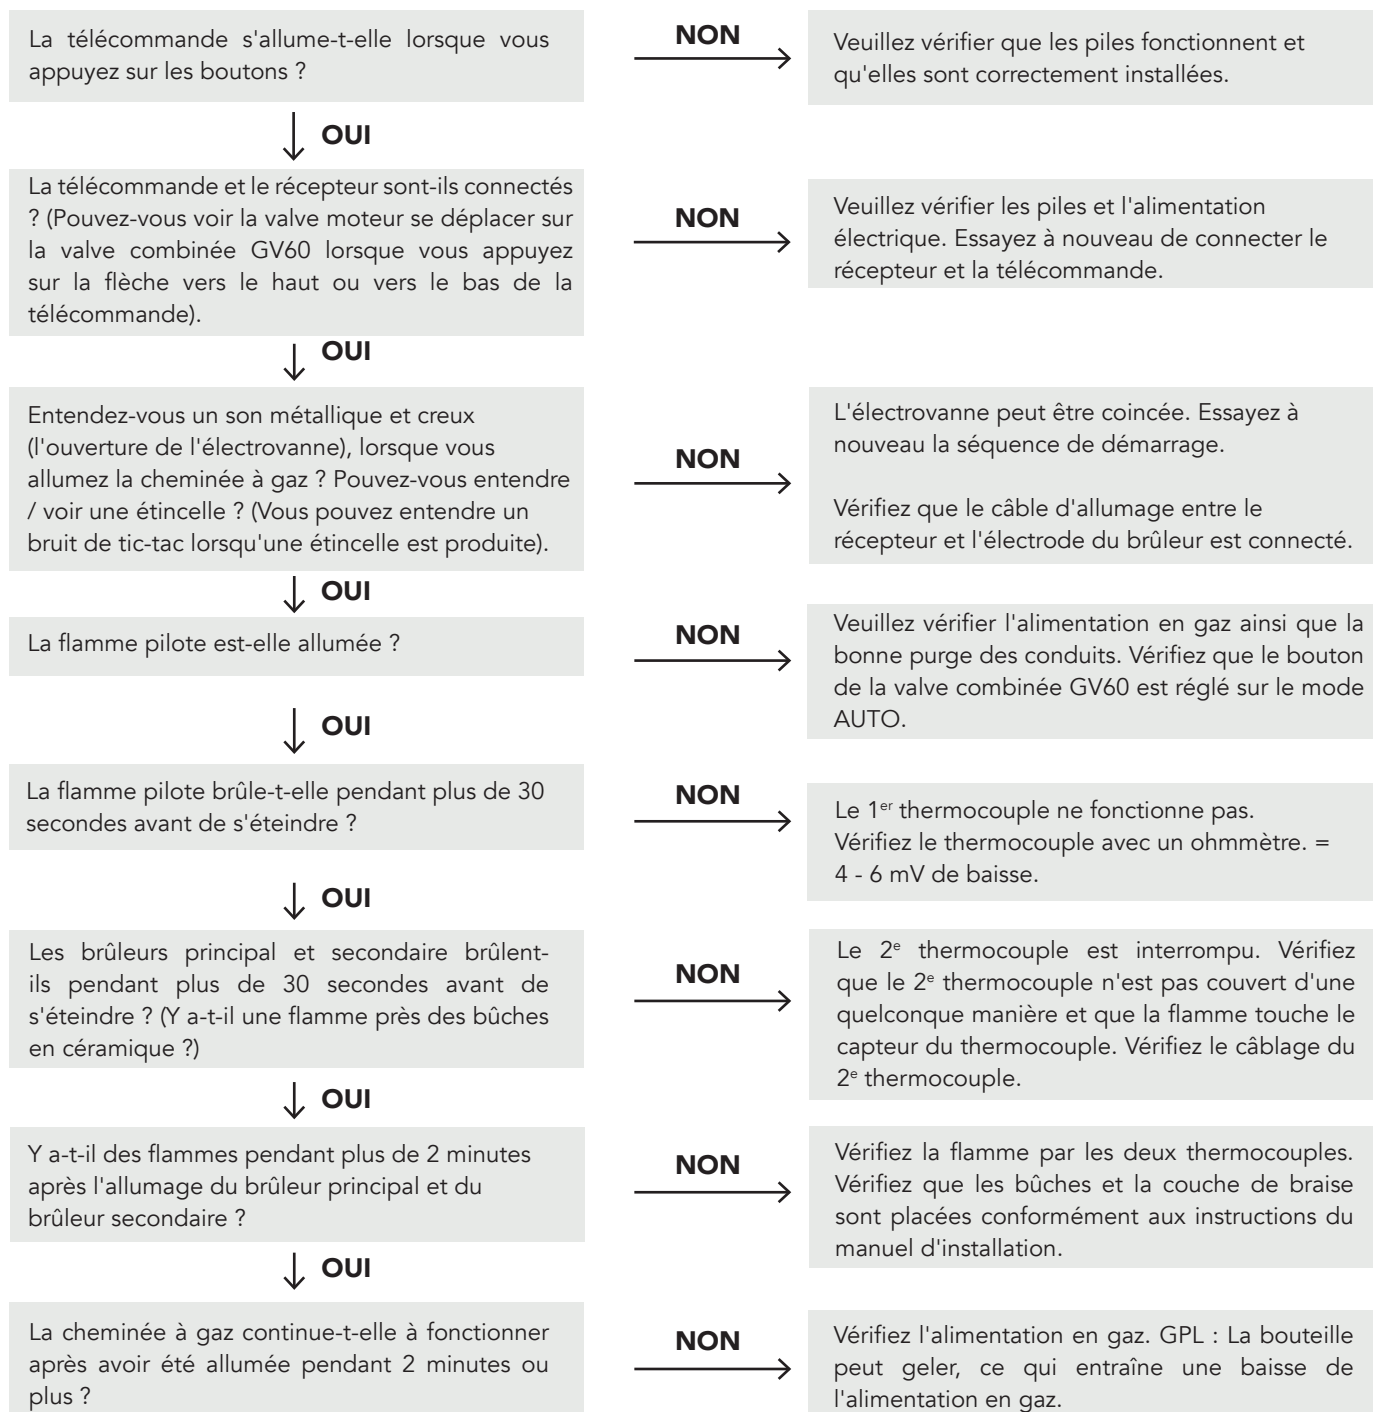 La télécommande s'allume-t-elle lorsque vous
appuyez sur les boutons ?
NON
Veuillez vérifier que les piles fonctionnent et
qu'elles sont correctement installées.
OUI
La télécommande et le récepteur sont-ils connectés
? (Pouvez-vous voir la valve moteur se déplacer sur
la valve combinée GV60 lorsque vous appuyez
sur la flèche vers le haut ou vers le bas de la
télécommande).
NON
Veuillez vérifier les piles et l'alimentation
électrique. Essayez à nouveau de connecter le
récepteur et la télécommande.
OUI
Entendez-vous un son métallique et creux
(l'ouverture de l'électrovanne), lorsque vous
allumez la cheminée à gaz ? Pouvez-vous entendre
/ voir une étincelle ? (Vous pouvez entendre un
bruit de tic-tac lorsqu'une étincelle est produite).
NON
L'électrovanne peut être coincée. Essayez à
nouveau la séquence de démarrage.
Vérifiez que le câble d'allumage entre le
récepteur et l'électrode du brûleur est connecté.
OUI
La flamme pilote est-elle allumée ?
NON
Veuillez vérifier l'alimentation en gaz ainsi que la
bonne purge des conduits. Vérifiez que le bouton
de la valve combinée GV60 est réglé sur le mode
AUTO.
OUI
La flamme pilote brûle-t-elle pendant plus de 30
secondes avant de s'éteindre ?
NON
Le 1er thermocouple ne fonctionne pas.
Vérifiez le thermocouple avec un ohmmètre. =
4 - 6 mV de baisse.
OUI
Les brûleurs principal et secondaire brûlent-
ils pendant plus de 30 secondes avant de
s'éteindre ? (Y a-t-il une flamme près des bûches
en céramique ?)
NON
Le 2e thermocouple est interrompu. Vérifiez
que le 2e thermocouple n'est pas couvert d'une
quelconque manière et que la flamme touche le
capteur du thermocouple. Vérifiez le câblage du
2e thermocouple.
OUI
Y a-t-il des flammes pendant plus de 2 minutes
après l'allumage du brûleur principal et du
brûleur secondaire ?
NON
Vérifiez la flamme par les deux thermocouples.
Vérifiez que les bûches et la couche de braise
sont placées conformément aux instructions du
manuel d'installation.
OUI
La cheminée à gaz continue-t-elle à fonctionner
après avoir été allumée pendant 2 minutes ou
plus ?
NON
Vérifiez l'alimentation en gaz. GPL : La bouteille
peut geler, ce qui entraîne une baisse de
l'alimentation en gaz.